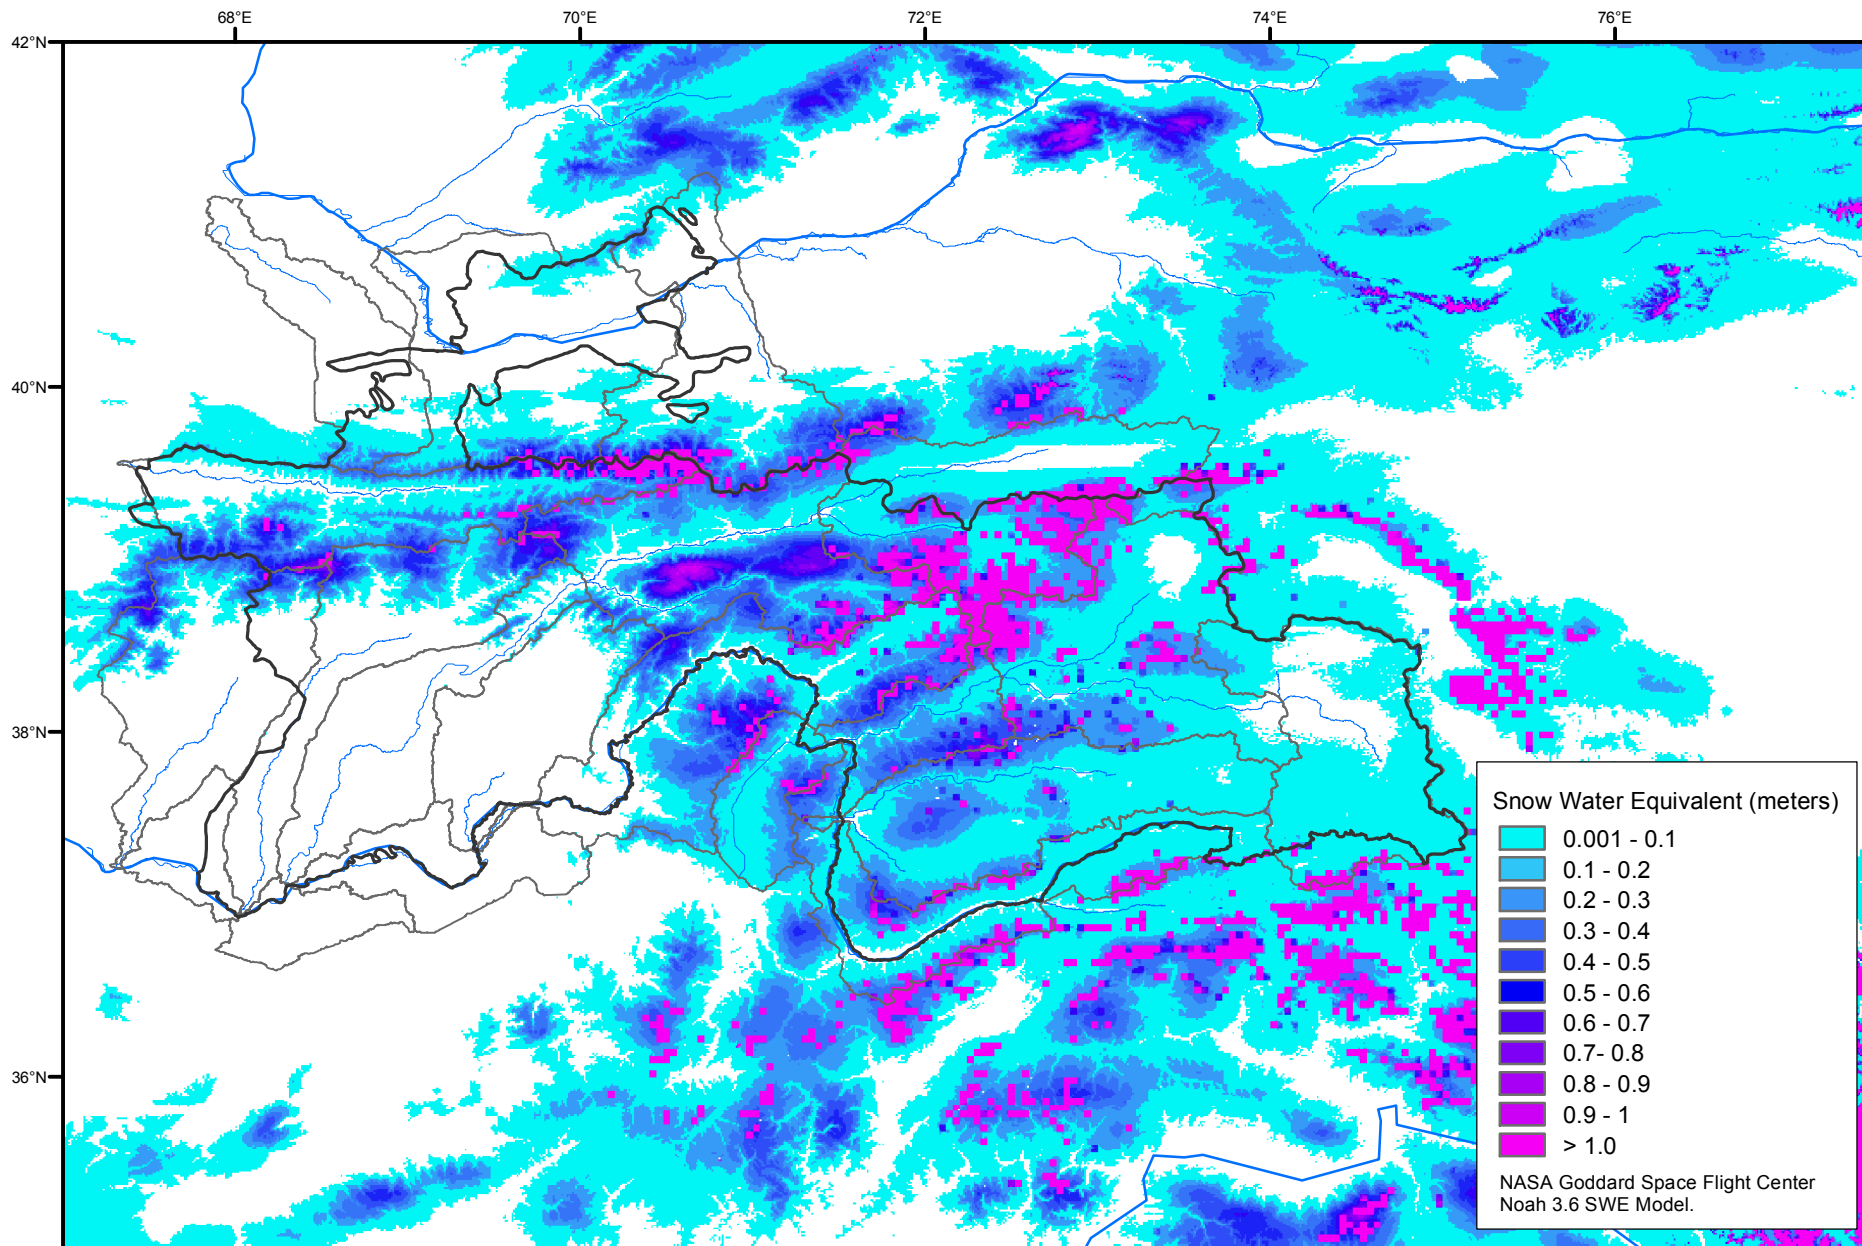 68°E
70°E
72°E
74°E
76°E
42°N
40°N
38°N
36°N
Snow Water Equivalent (meters)
0.001 - 0.1
0.1 - 0.2
0.2 - 0.3
0.3 - 0.4
0.4 - 0.5
0.5 - 0.6
0.6 - 0.7
0.7- 0.8
0.8 - 0.9
0.9 - 1
> 1.0
NASA Goddard Space Flight Center
Noah 3.6 SWE Model.